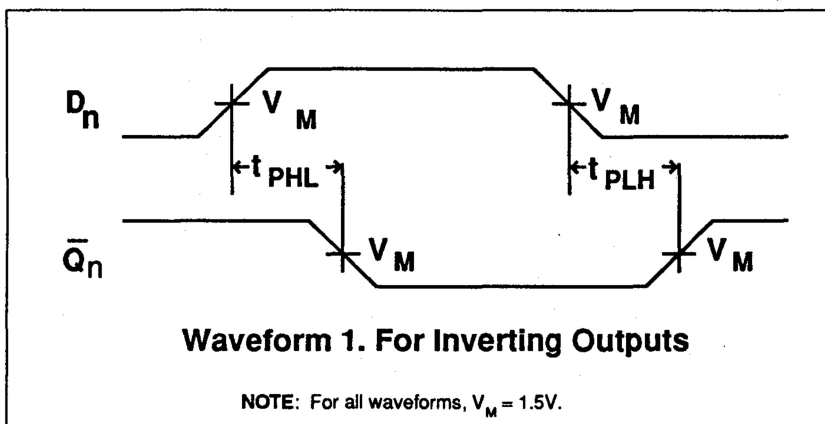 Dn
VM
VM
tPHL
tPLH
Q̅n
VM
VM
Waveform 1. For Inverting Outputs
NOTE: For all waveforms, VM = 1.5V.